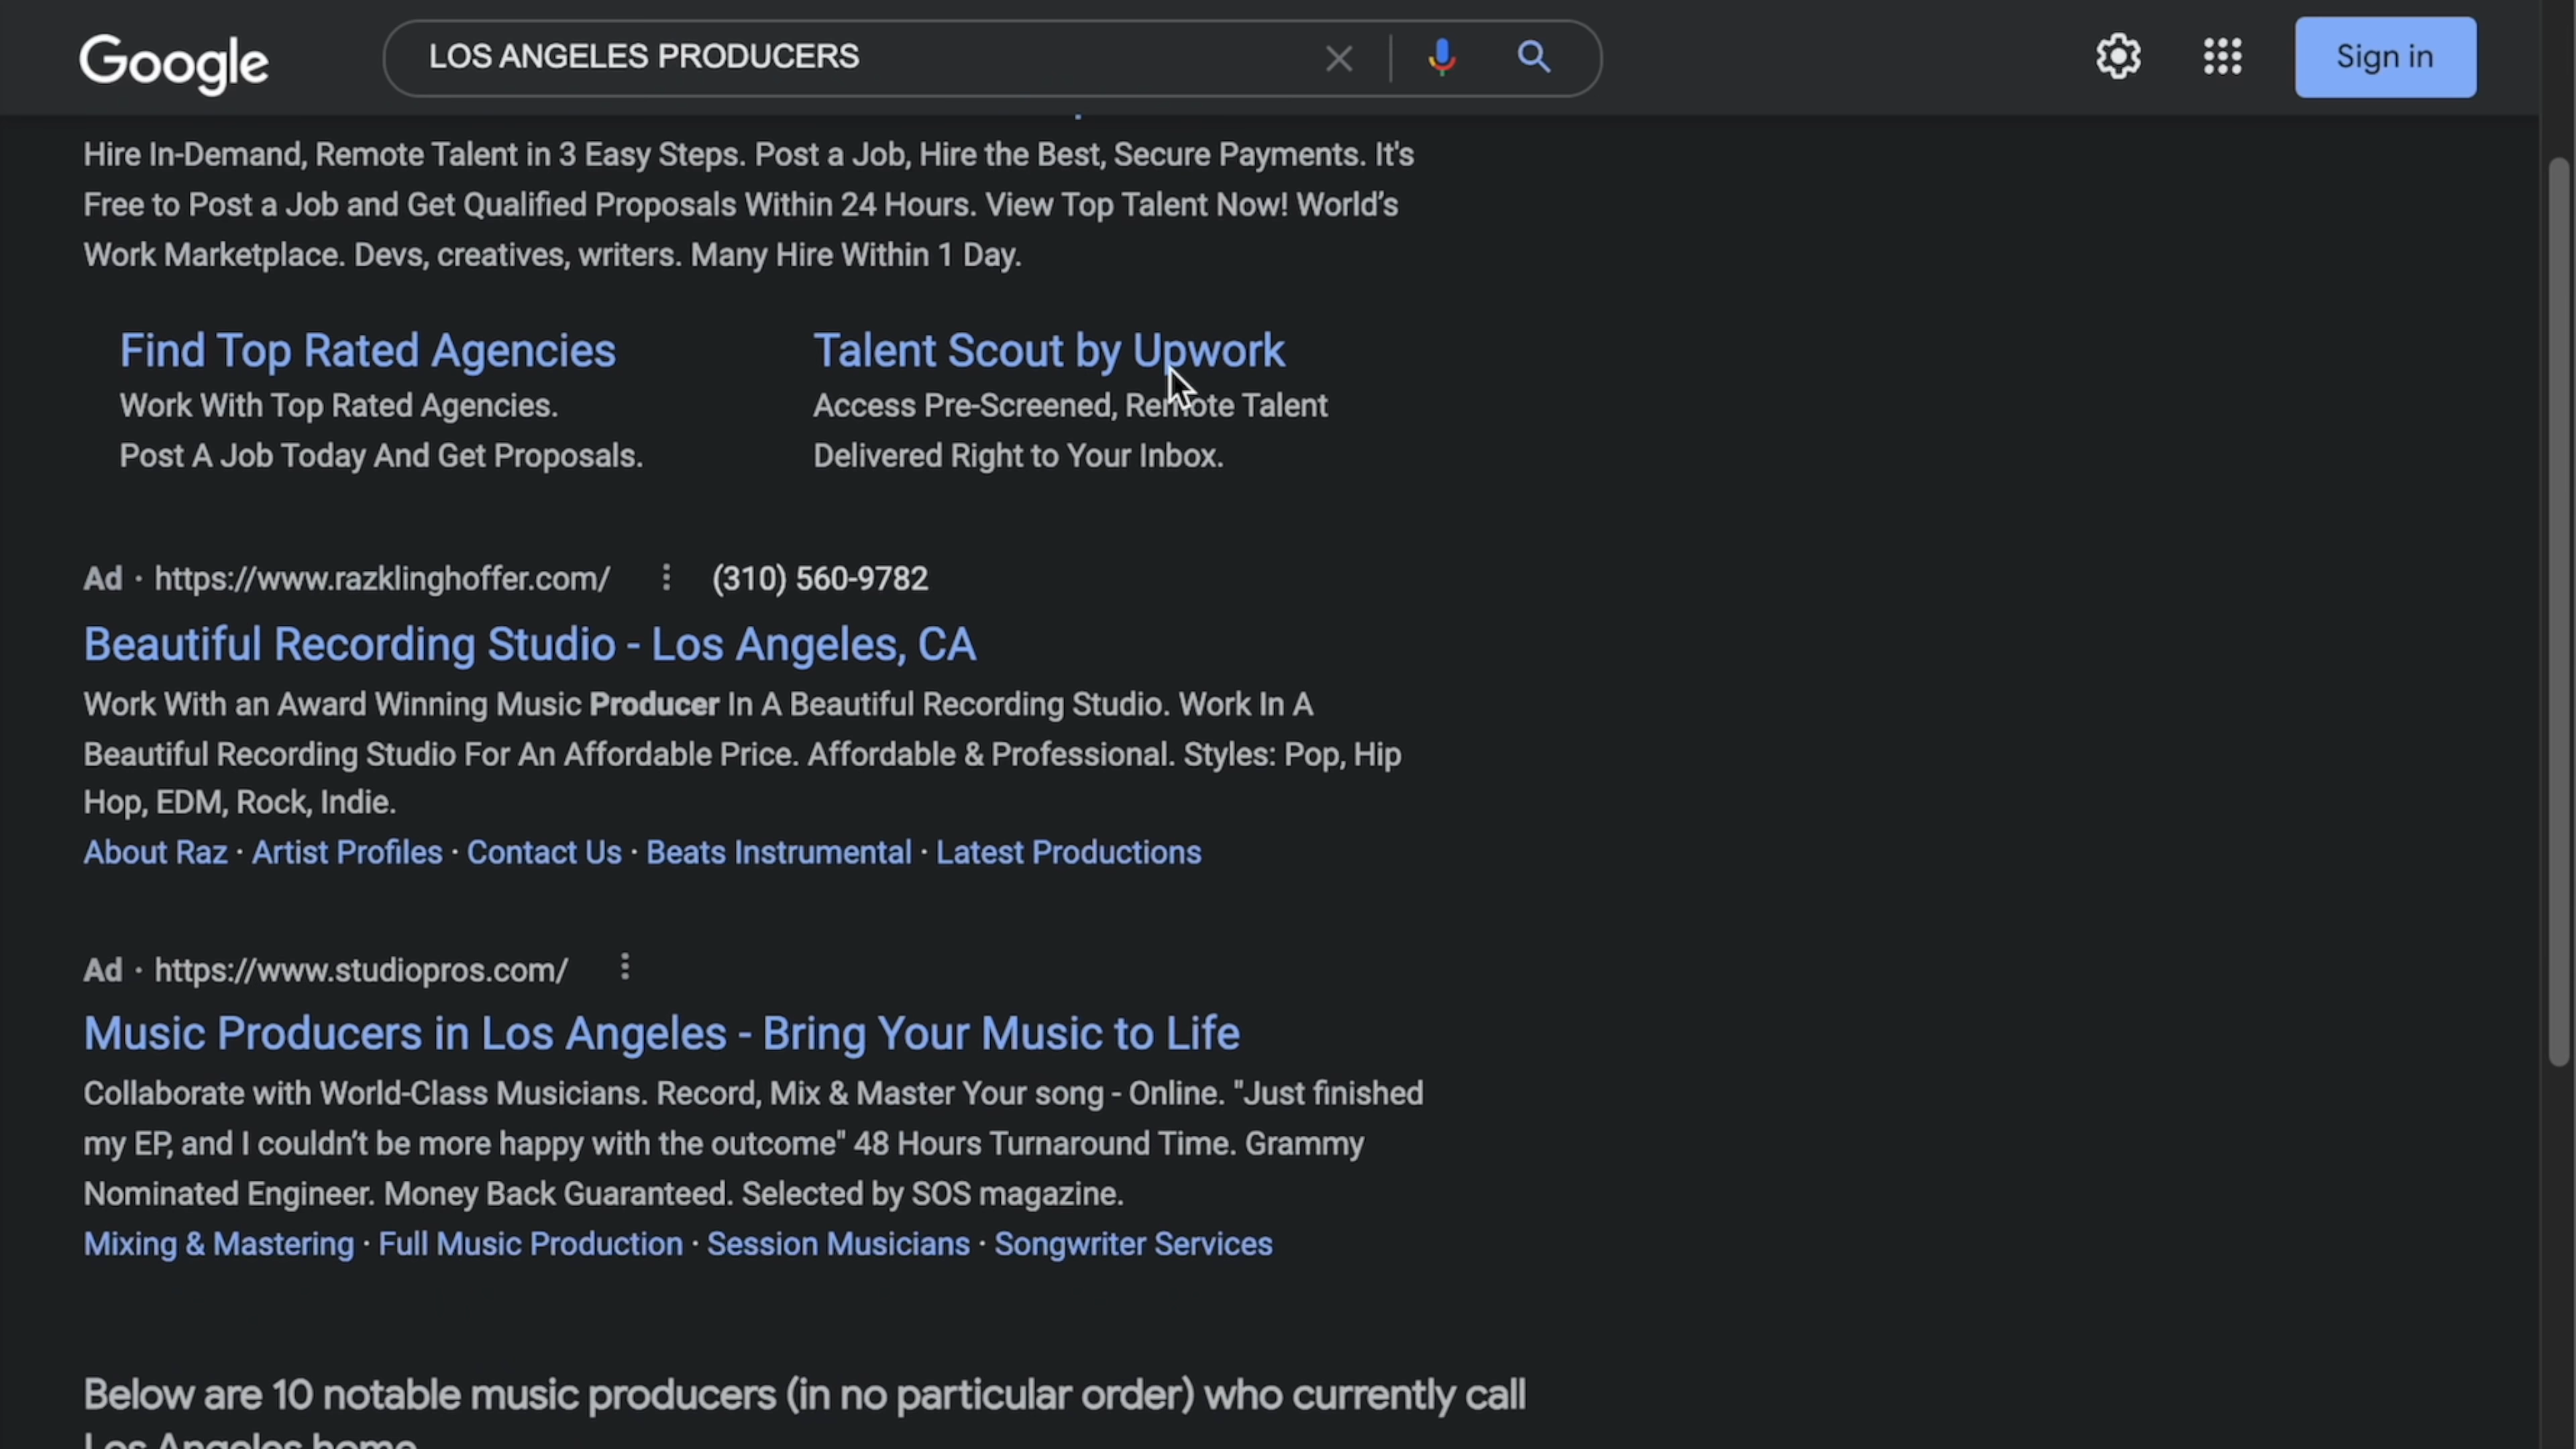 Google
LOS ANGELES PRODUCERS
Sign in
Hire In-Demand, Remote Talent in 3 Easy Steps. Post a Job, Hire the Best, Secure Payments. It's
Free to Post a Job and Get Qualified Proposals Within 24 Hours. View Top Talent Now! World’s
Work Marketplace. Devs, creatives, writers. Many Hire Within 1 Day.
Find Top Rated Agencies
Work With Top Rated Agencies.
Post A Job Today And Get Proposals.
Talent Scout by Upwork
Access Pre-Screened, Remote Talent
Delivered Right to Your Inbox.
Ad · https://www.razklinghoffer.com/ (310) 560-9782
Beautiful Recording Studio - Los Angeles, CA
Work With an Award Winning Music Producer In A Beautiful Recording Studio. Work In A
Beautiful Recording Studio For An Affordable Price. Affordable & Professional. Styles: Pop, Hip
Hop, EDM, Rock, Indie.
About Raz · Artist Profiles · Contact Us · Beats Instrumental · Latest Productions
Ad · https://www.studiopros.com/
Music Producers in Los Angeles - Bring Your Music to Life
Collaborate with World-Class Musicians. Record, Mix & Master Your song - Online. "Just finished
my EP, and I couldn’t be more happy with the outcome" 48 Hours Turnaround Time. Grammy
Nominated Engineer. Money Back Guaranteed. Selected by SOS magazine.
Mixing & Mastering · Full Music Production · Session Musicians · Songwriter Services
Below are 10 notable music producers (in no particular order) who currently call
Los Angeles home